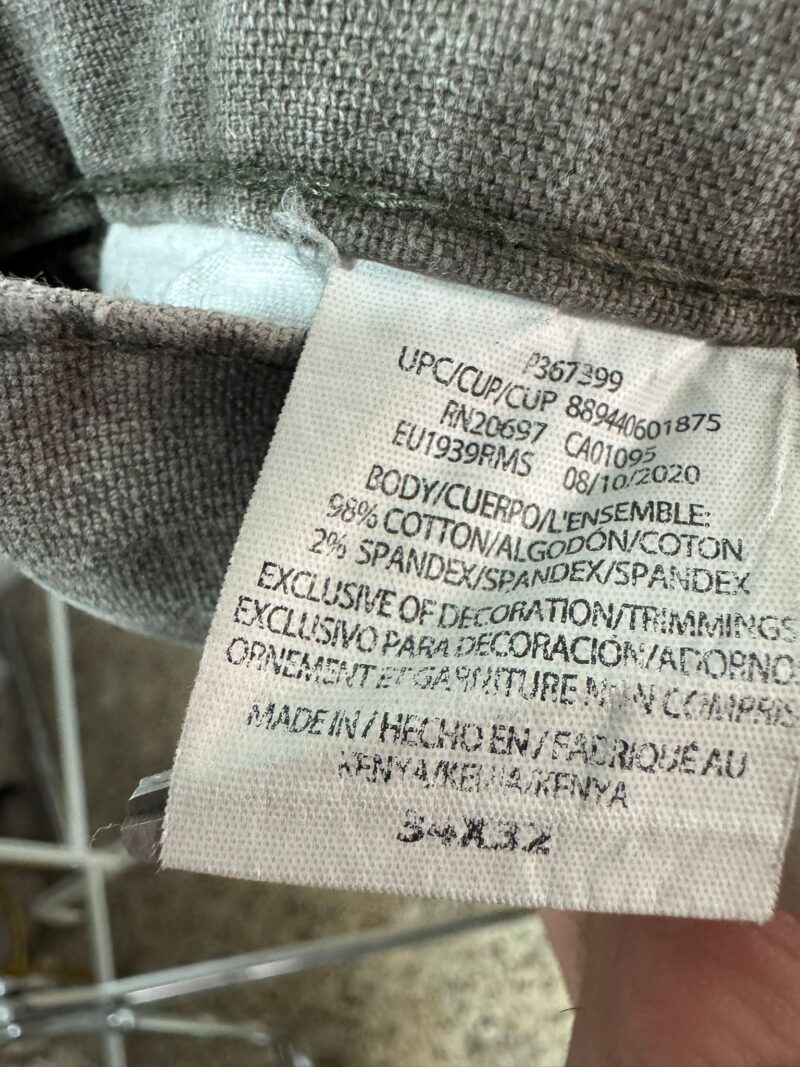 P367399
UPC/CUP/CUP 889440601875
RN20697 CA01095
EU1939RMS 08/10/2020
BODY/CUERPO/L'ENSEMBLE:
98% COTTON/ALGODÓN/COTON
2% SPANDEX/SPANDEX/SPANDEX
EXCLUSIVE OF DECORATION/TRIMMINGS
EXCLUSIVO PARA DECORACIÓN/ADORNO
ORNEMENT ET GARNITURE NON COMPRIS
MADE IN / HECHO EN / FABRIQUÉ AU
KENYA/KENIA/KENYA
34X32